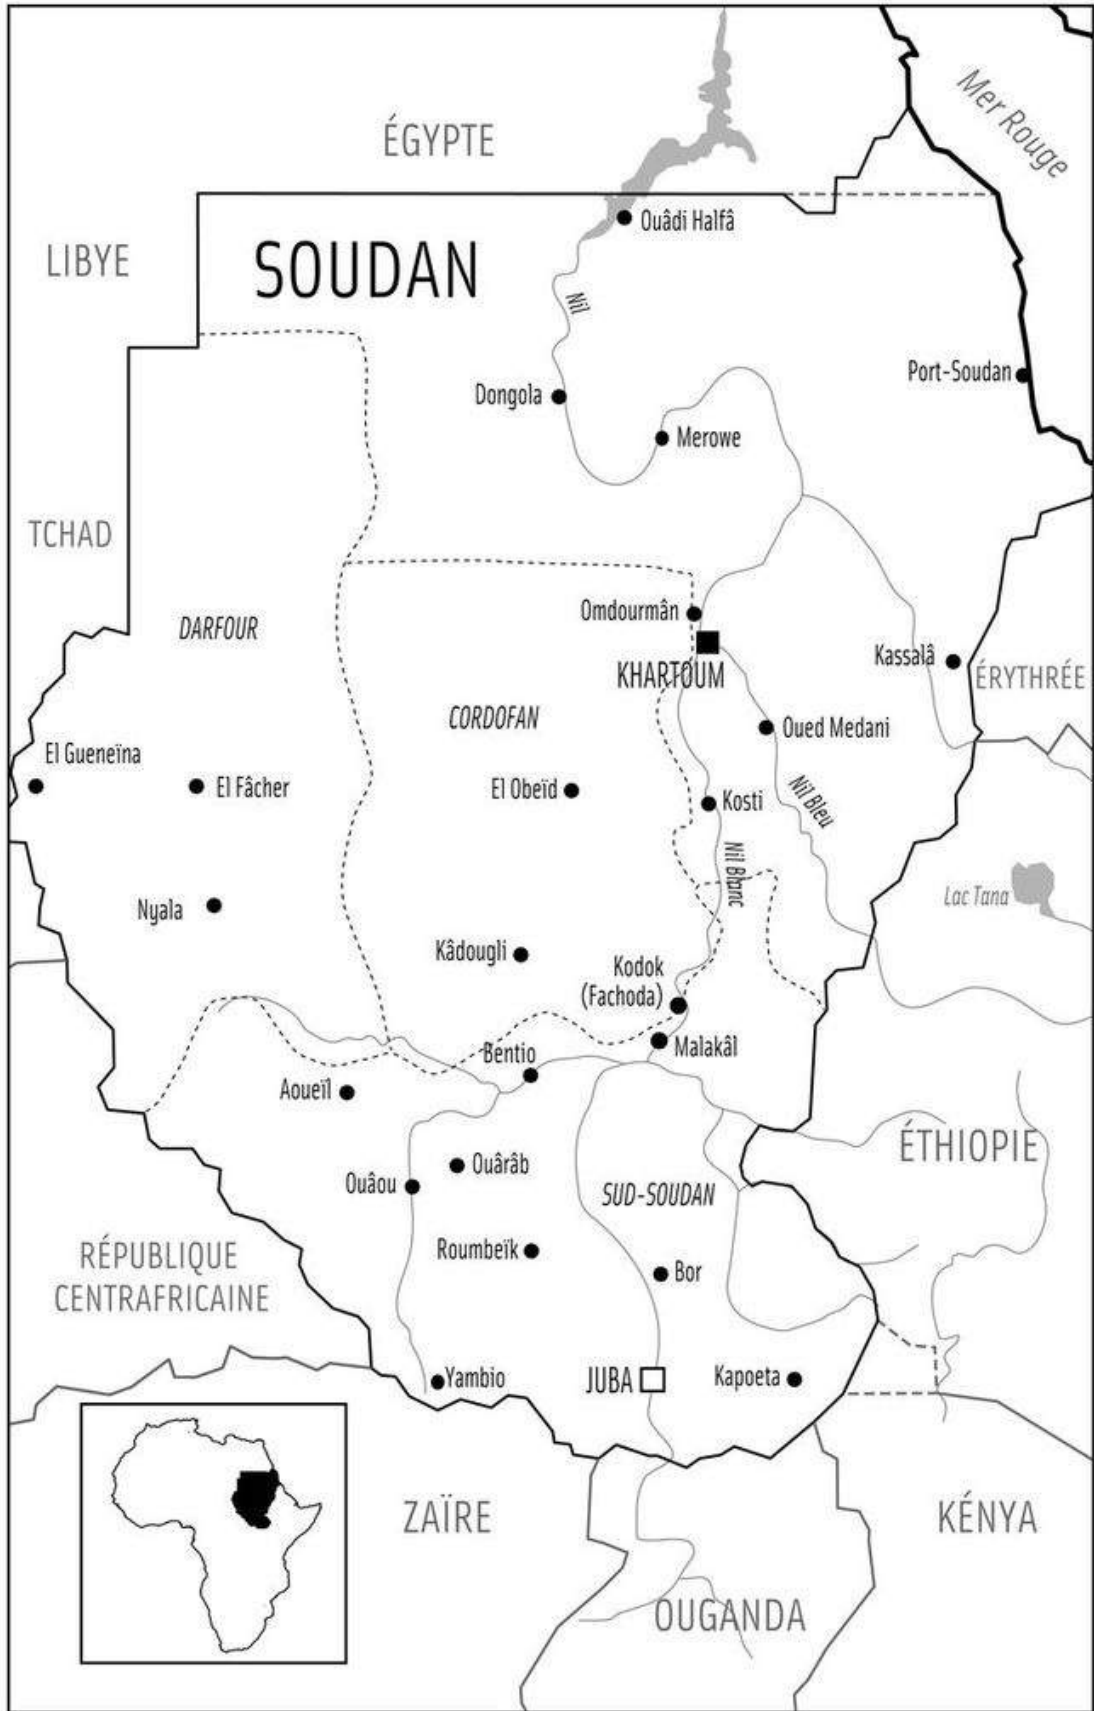 Mer Rouge
ÉGYPTE
Ouâdi Halfâ
LIBYE
SOUDAN
Nil
Port-Soudan
Dongola
Merowe
TCHAD
Omdourmân
DARFOUR
KHARTOUM
Kassalâ
ÉRYTHRÉE
CORDOFAN
Oued Medani
El Gueneïna
El Fâcher
El Obeïd
Kosti
Nil Bleu
Nil Blanc
Lac Tana
Nyala
Kâdougli
Kodok
(Fachoda)
Malakâl
Bentio
Aoueïl
ÉTHIOPIE
Ouârâb
Ouâou
SUD-SOUDAN
Roumbeïk
Bor
RÉPUBLIQUE
CENTRAFRICAINE
Yambio
JUBA
Kapoeta
ZAÏRE
KÉNYA
OUGANDA